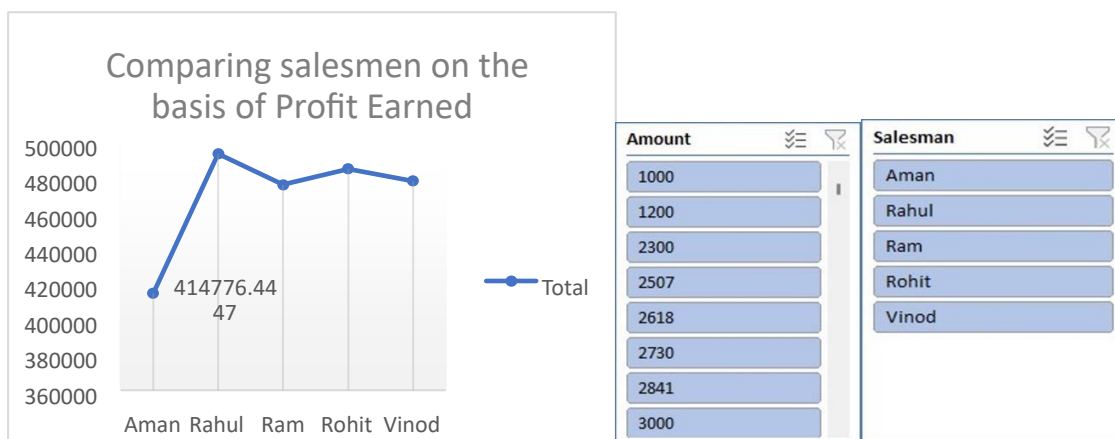 Comparing salesmen on the
basis of Profit Earned
500000
480000
460000
440000
420000
400000
380000
360000
414776.44
47
Aman Rahul Ram Rohit Vinod
Total
Amount
1000
1200
2300
2507
2618
2730
2841
3000
Salesman
Aman
Rahul
Ram
Rohit
Vinod